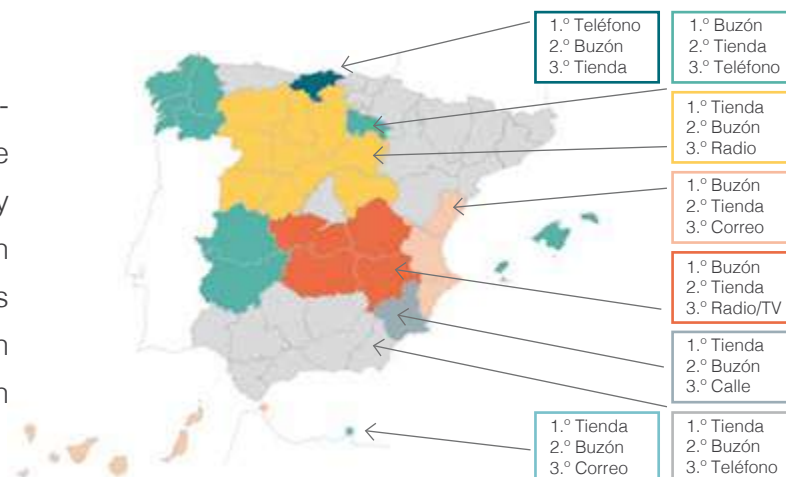 -
e
y
n
s
n
n
1.º Teléfono
2.º Buzón
3.º Tienda
1.º Buzón
2.º Tienda
3.º Teléfono
1.º Tienda
2.º Buzón
3.º Radio
1.º Buzón
2.º Tienda
3.º Correo
1.º Buzón
2.º Tienda
3.º Radio/TV
1.º Tienda
2.º Buzón
3.º Calle
1.º Tienda
2.º Buzón
3.º Correo
1.º Tienda
2.º Buzón
3.º Teléfono